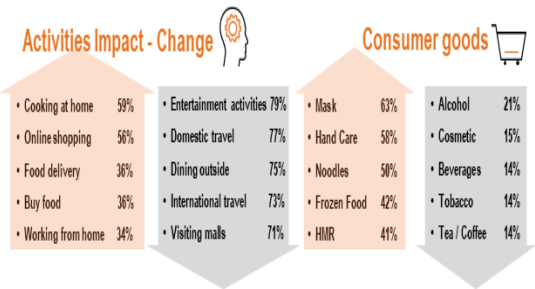 Activities Impact - Change
• Cooking at home 59%
• Online shopping 56%
• Food delivery 36%
• Buy food 36%
• Working from home 34%
• Entertainment activities 79%
• Domestic travel 77%
• Dining outside 75%
• International travel 73%
• Visiting malls 71%
Consumer goods
• Mask 63%
• Hand Care 58%
• Noodles 50%
• Frozen Food 42%
• HMR 41%
• Alcohol 21%
• Cosmetic 15%
• Beverages 14%
• Tobacco 14%
• Tea / Coffee 14%